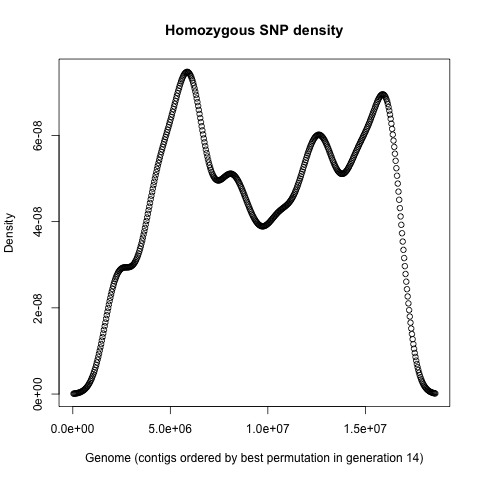 Homozygous SNP density
Density
6e-08
4e-08
2e-08
0e+00
0.0e+00 5.0e+06 1.0e+07 1.5e+07
Genome (contigs ordered by best permutation in generation 14)